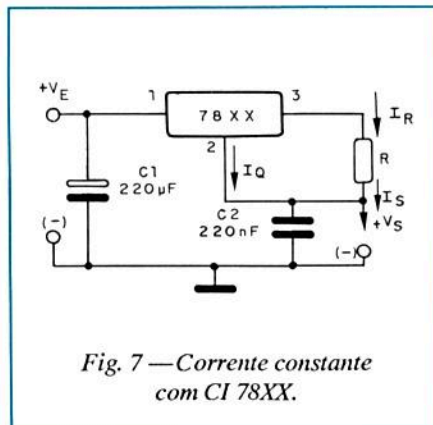 +VE
1
78XX
3
IR
2
IQ
R
C1
220µF
C2
220nF
IS
+VS
(-)
(-)
Fig. 7 — Corrente constante
com CI 78XX.